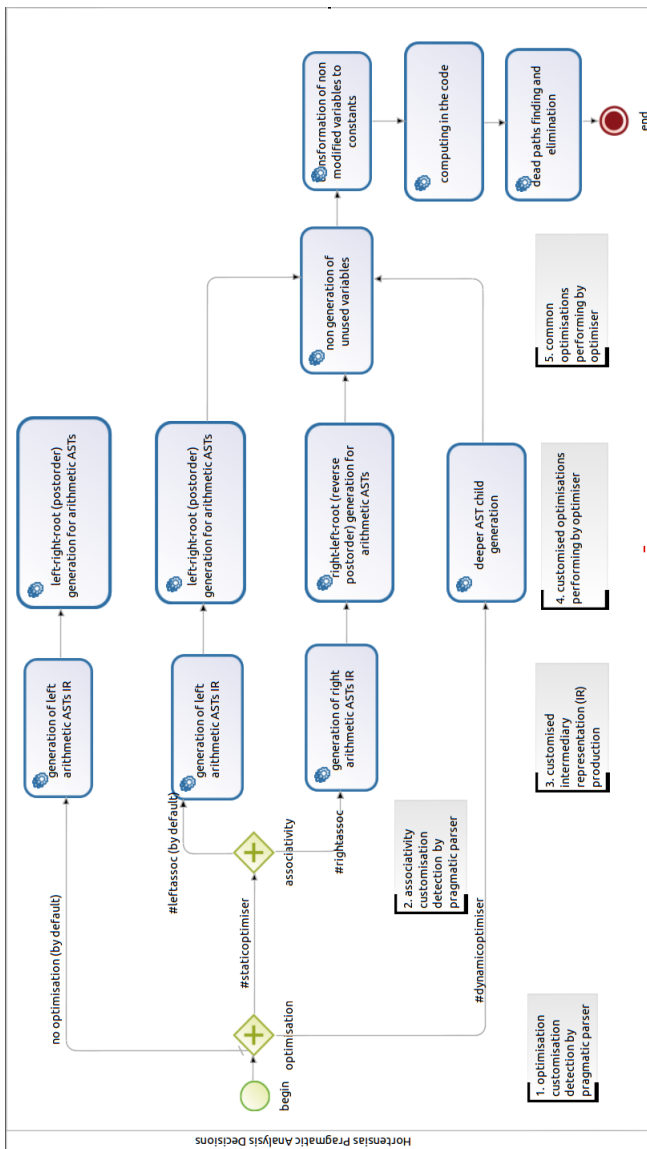 Hortensias Pragmatic Analysis Decisions
begin
optimisation
no optimisation (by default)
#staticoptimiser
#dynamicoptimiser
associativity
#leftassoc (by default)
#rightassoc
generation of left
arithmetic ASTs IR
left-right-root (postorder)
generation for arithmetic ASTs
generation of left
arithmetic ASTs IR
left-right-root (postorder)
generation for arithmetic ASTs
generation of right
arithmetic ASTs IR
right-left-root (reverse
postorder) generation for
arithmetic ASTs
deeper AST child
generation
non generation of
unused variables
nsformation of non
modified variables to
constants
computing in the code
dead paths finding and
elimination
end
1. optimisation
customisation
detection by
pragmatic parser
2. associativity
customisation
detection by
pragmatic parser
3. customised
intermediary
representation (IR)
production
4. customised optimisations
performing by optimiser
5. common
optimisations
performing by
optimiser